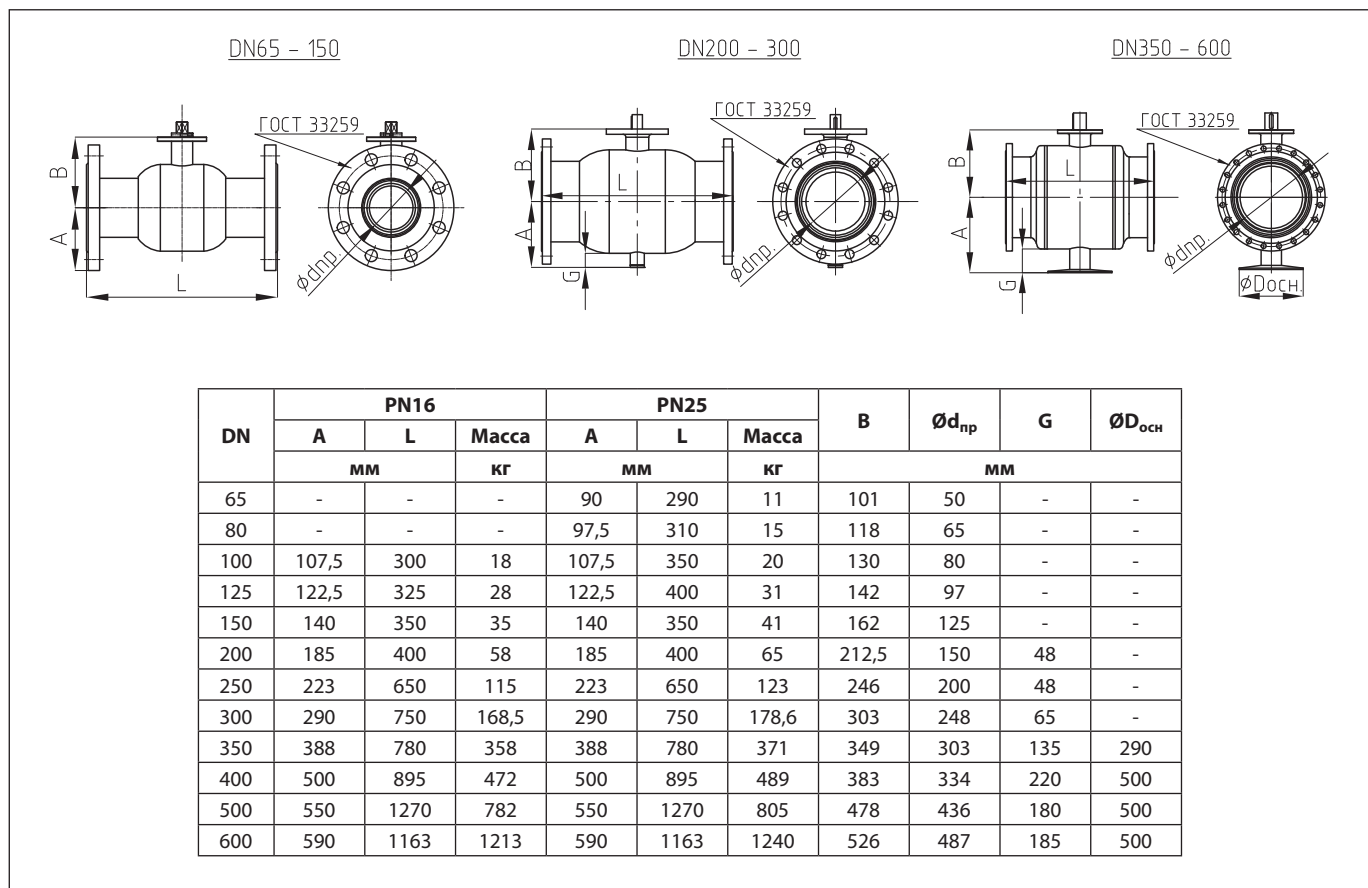 DN65 – 150
DN200 – 300
DN350 – 600
ГОСТ 33259
B
A
L
Ødпр.
ГОСТ 33259
B
A
L
G
Ødпр.
ГОСТ 33259
B
A
L
G
Ødпр.
ØDосн.
DN PN16 PN25 B Ødпр G ØDосн
A L Масса A L Масса
мм кг мм кг мм
65 - - - 90 290 11 101 50 - -
80 - - - 97,5 310 15 118 65 - -
100 107,5 300 18 107,5 350 20 130 80 - -
125 122,5 325 28 122,5 400 31 142 97 - -
150 140 350 35 140 350 41 162 125 - -
200 185 400 58 185 400 65 212,5 150 48 -
250 223 650 115 223 650 123 246 200 48 -
300 290 750 168,5 290 750 178,6 303 248 65 -
350 388 780 358 388 780 371 349 303 135 290
400 500 895 472 500 895 489 383 334 220 500
500 550 1270 782 550 1270 805 478 436 180 500
600 590 1163 1213 590 1163 1240 526 487 185 500